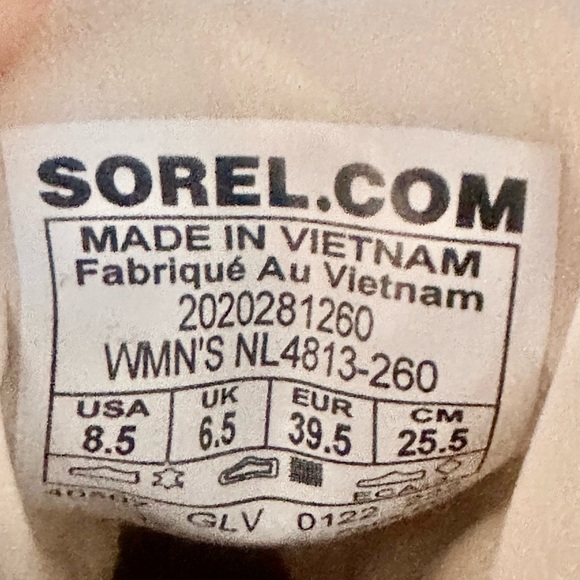 SOREL.COM
MADE IN VIETNAM
Fabriqué Au Vietnam
2020281260
WMN'S NL4813-260
USA UK EUR CM
8.5 6.5 39.5 25.5
GLV 0122